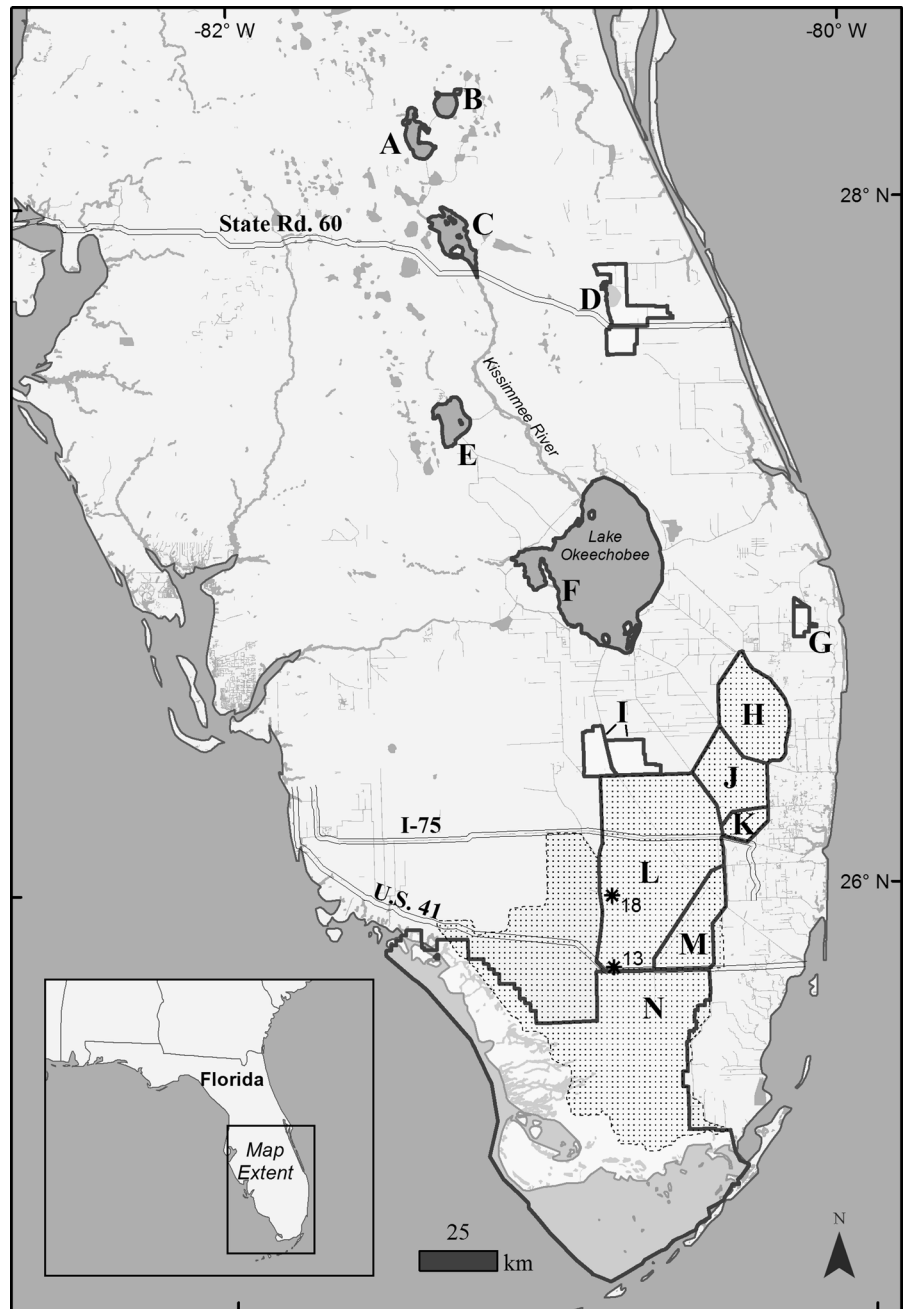 -82° W
-80° W
B
A
28° N
State Rd. 60
C
D
Kissimmee River
E
Lake
Okeechobee
F
G
I
H
J
K
I-75
L
26° N
18
U.S. 41
M
13
N
Florida
Map
Extent
25
km
N